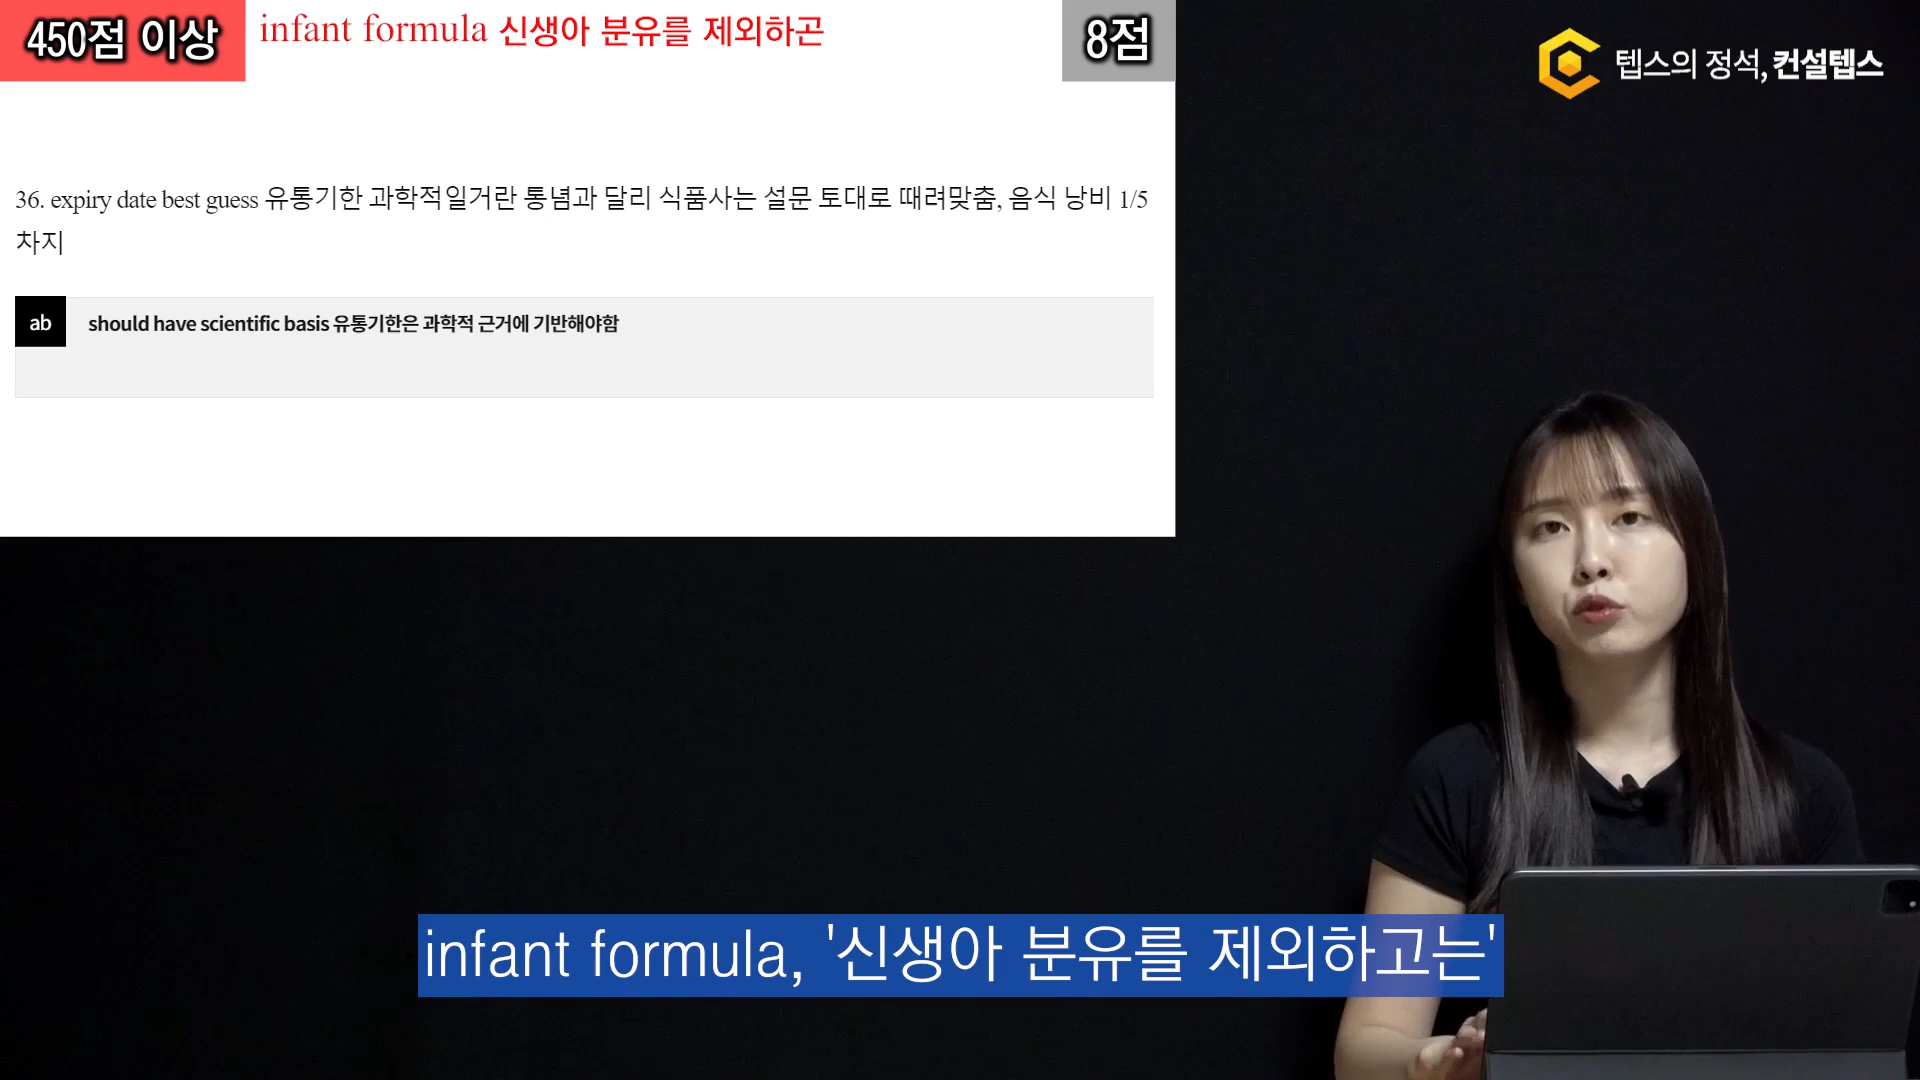 450점 이상
infant formula 신생아 분유를 제외하곤
8점
텝스의 정석, 컨설텝스
36. expiry date best guess 유통기한 과학적일거란 통념과 달리 식품사는 설문 토대로 때려맞춤, 음식 낭비 1/5
차지
ab
should have scientific basis 유통기한은 과학적 근거에 기반해야함
infant formula, '신생아 분유를 제외하고는'